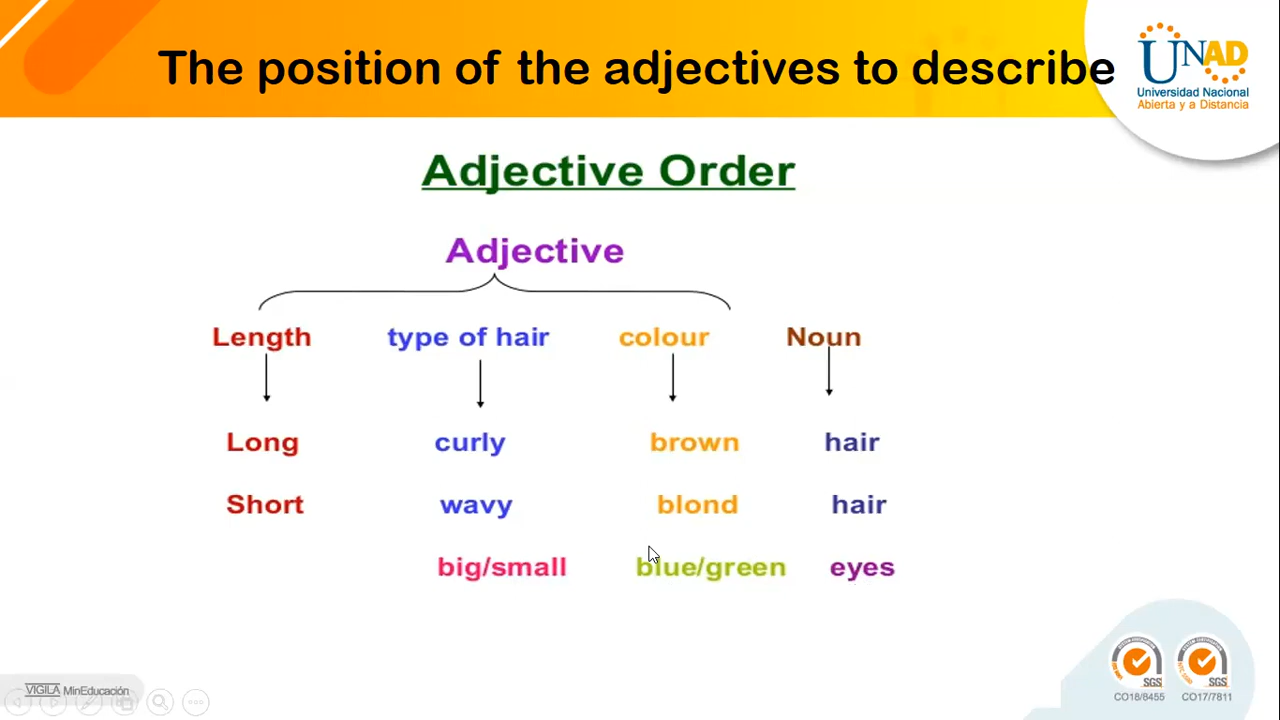 The position of the adjectives to describe
UNAD
Universidad Nacional
Abierta y a Distancia
Adjective Order
Adjective
Length type of hair colour Noun
Long curly brown hair
Short wavy blond hair
big/small blue/green eyes
VIGILADA MinEducación
SGS SGS
CO18/8455 CO17/7811